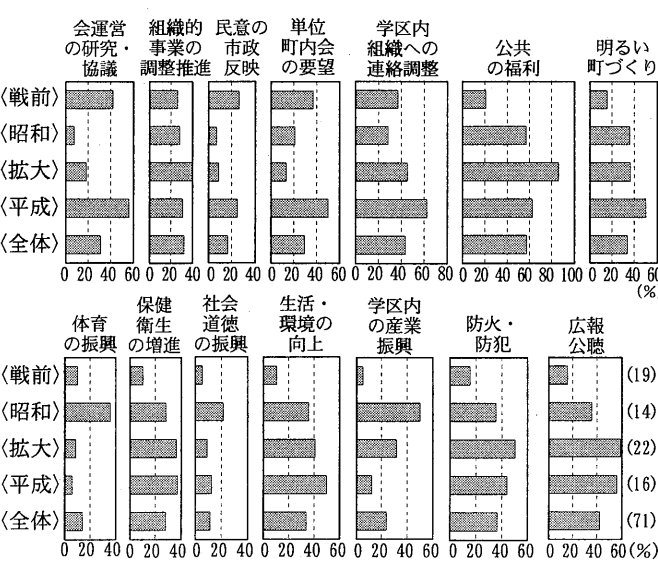 会運営
の研究・
協議
組織的
事業の
調整推進
民意の
市政
反映
単位
町内会
の要望
学区内
組織への
連絡調整
公共
の福利
明るい
町づくり
〈戦前〉
〈昭和〉
〈拡大〉
〈平成〉
〈全体〉
0 20 40 60 0 20 40 0 20 40 0 20 40 60 0 20 40 60 80 0 20 40 60 80 100 0 20 40 60
(%
体育
の振興
保健
衛生
の増進
社会
道徳
の振興
生活・
環境の
向上
学区内
の産業
振興
防火・
防犯
広報
公聴
〈戦前〉 (19)
〈昭和〉 (14)
〈拡大〉 (22)
〈平成〉 (16)
〈全体〉 (71)
0 20 40 0 20 40 0 20 40 0 20 40 60 0 20 40 60 0 20 40 60 0 20 40 60 (%)